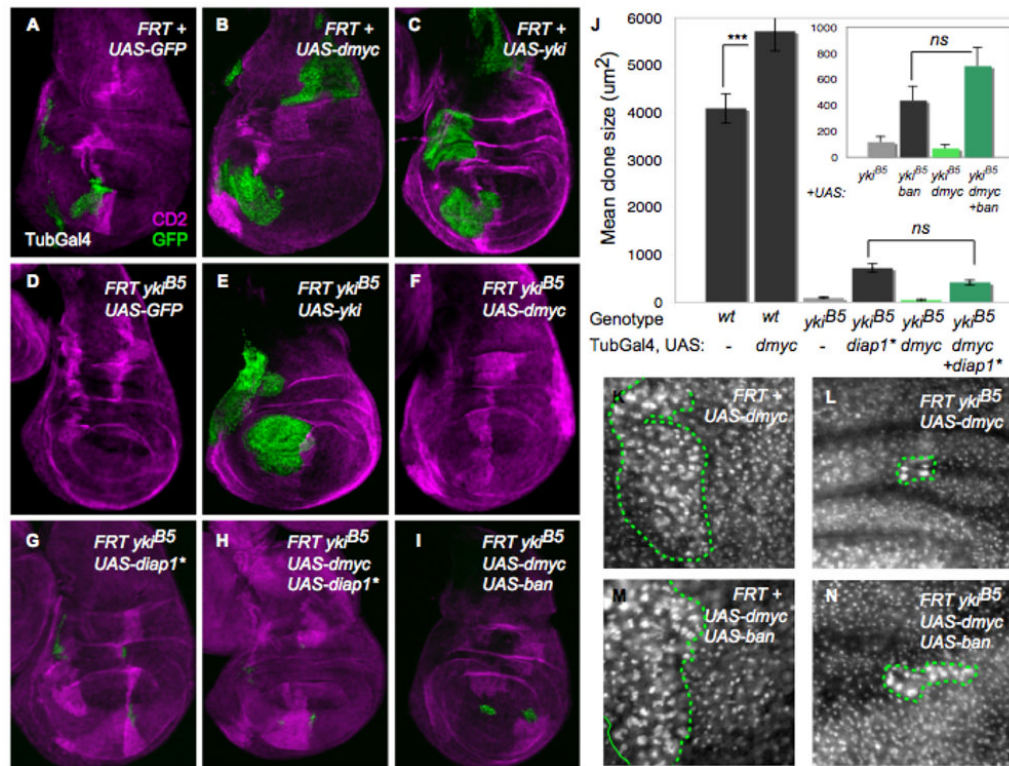 A
FRT +
UAS-GFP
CD2
TubGal4
GFP
B
FRT +
UAS-dmyc
C
FRT +
UAS-yki
D
FRT ykiB5
UAS-GFP
E
FRT ykiB5
UAS-yki
F
FRT ykiB5
UAS-dmyc
G
FRT ykiB5
UAS-diap1*
H
FRT ykiB5
UAS-dmyc
UAS-diap1*
I
FRT ykiB5
UAS-dmyc
UAS-ban
J
Mean clone size (um2)
6000
5000
4000
3000
2000
1000
0
***
1000
800
600
400
200
0
ns
+UAS:
ykiB5
ykiB5 ban
ykiB5 dmyc
ykiB5 dmyc +ban
ns
Genotype wt wt ykiB5 ykiB5 ykiB5 ykiB5
TubGal4, UAS: - dmyc - diap1* dmyc dmyc
+diap1*
K
FRT +
UAS-dmyc
L
FRT ykiB5
UAS-dmyc
M
FRT +
UAS-dmyc
UAS-ban
N
FRT ykiB5
UAS-dmyc
UAS-ban